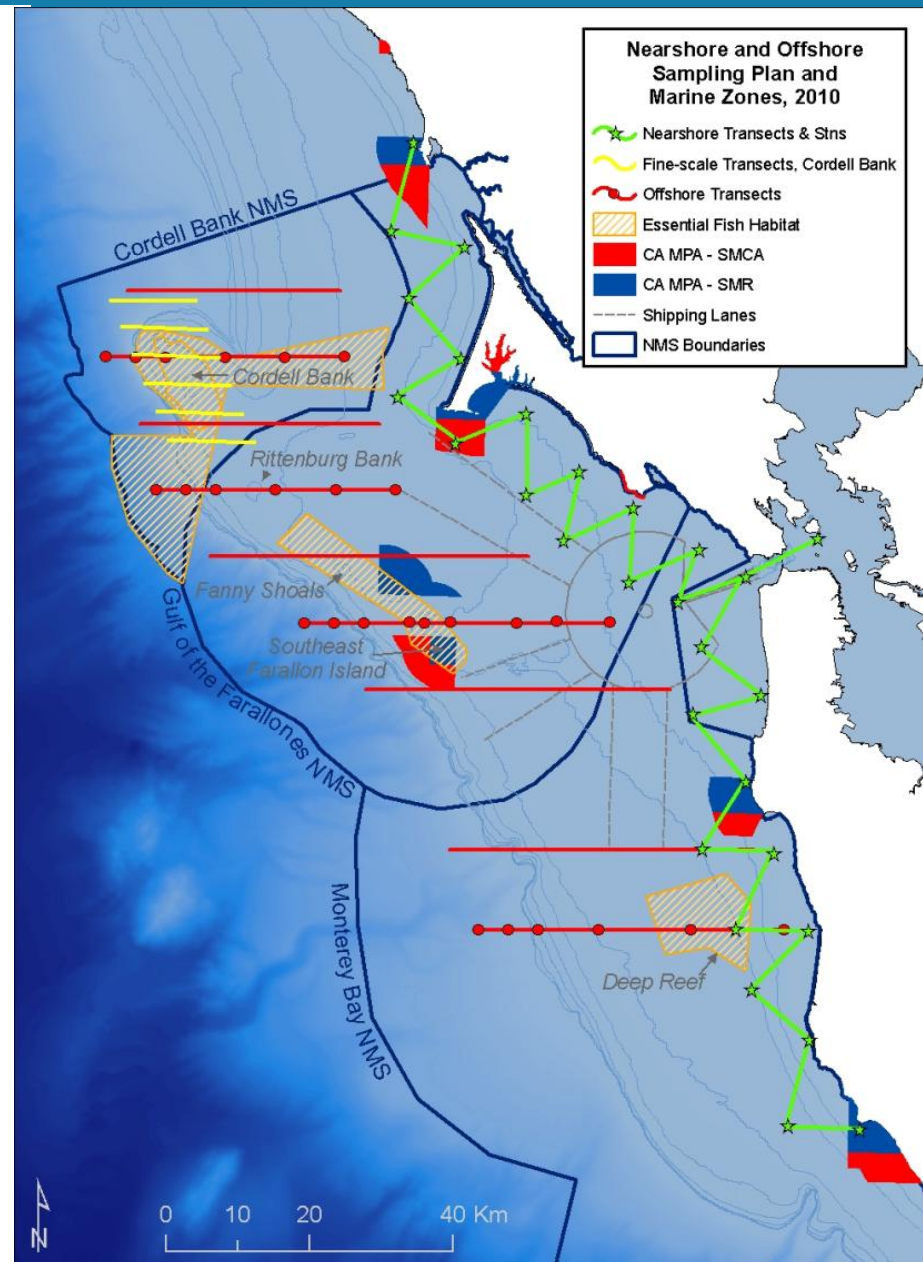 Nearshore and Offshore
Sampling Plan and
Marine Zones, 2010
Nearshore Transects & Stns
Fine-scale Transects, Cordell Bank
Offshore Transects
Essential Fish Habitat
CA MPA - SMCA
CA MPA - SMR
Shipping Lanes
NMS Boundaries
Cordell Bank NMS
Cordell Bank
Rittenburg Bank
Fanny Shoals
Southeast
Farallon Island
Gulf of the Farallones NMS
Monterey Bay NMS
Deep Reef
N
0 10 20 40 Km